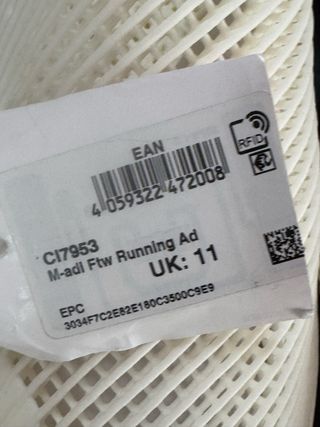 EAN
4 059322 472008
RFID
CI7953
M-adi Ftw Running Ad
UK: 11
EPC
3034F7C2E82E180C3500C9E9